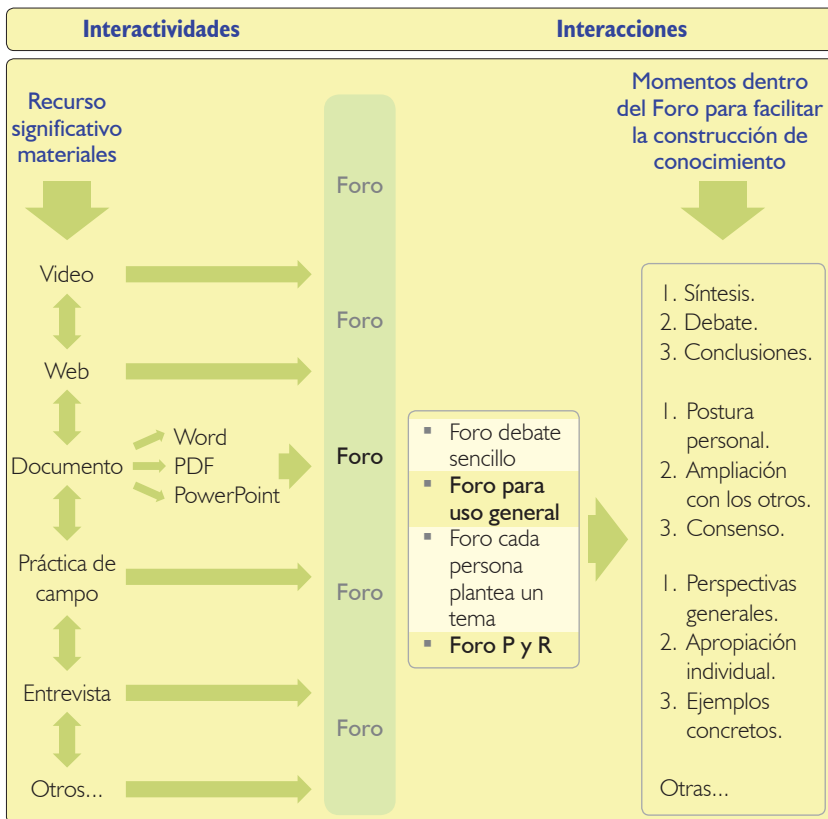 Interactividades
Interacciones
Recurso
significativo
materiales
Video
Web
Documento
Word
PDF
PowerPoint
Práctica de
campo
Entrevista
Otros...
Foro
Foro
Foro
Foro
Foro
▪ Foro debate
sencillo
▪ Foro para
uso general
▪ Foro cada
persona
plantea un
tema
▪ Foro P y R
Momentos dentro
del Foro para facilitar
la construcción de
conocimiento
1. Síntesis.
2. Debate.
3. Conclusiones.
1. Postura
personal.
2. Ampliación
con los otros.
3. Consenso.
1. Perspectivas
generales.
2. Apropiación
individual.
3. Ejemplos
concretos.
Otras...